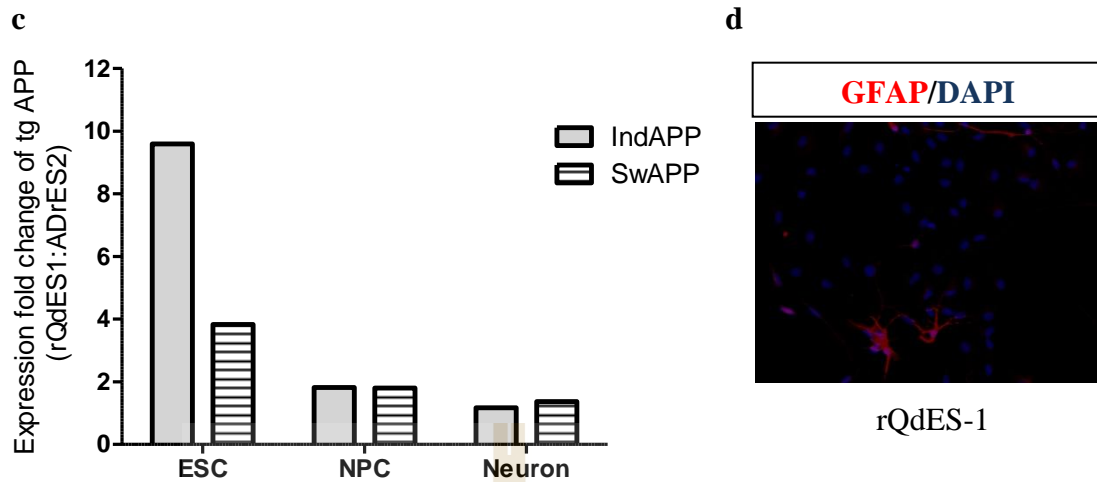 c
Expression fold change of tg APP
(rQdES1:ADrES2)
12
10
8
6
4
2
0
ESC NPC Neuron
IndAPP
SwAPP
d
GFAP/DAPI
rQdES-1